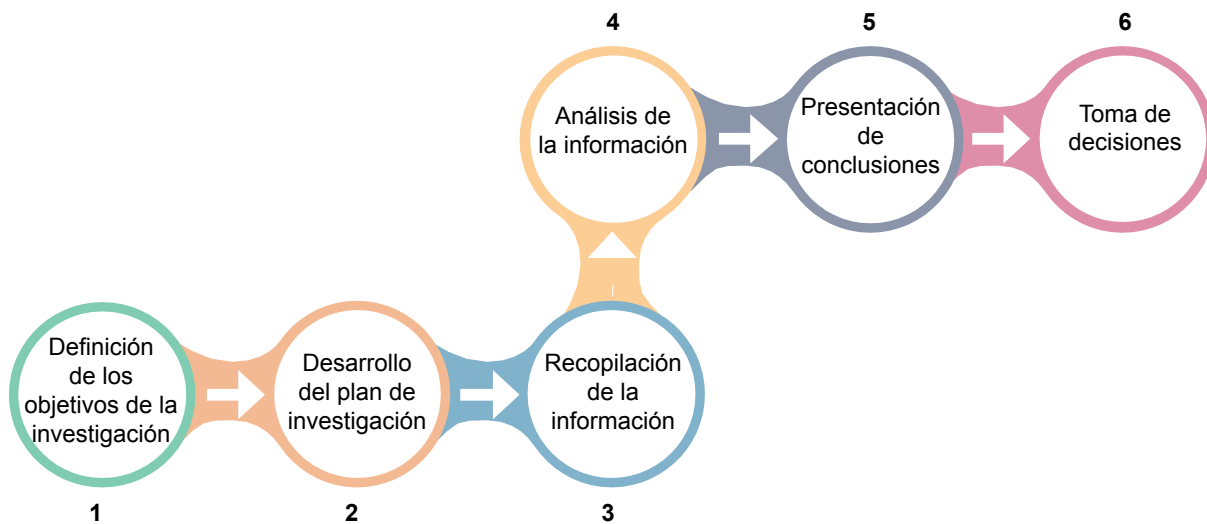 1
Definición
de los
objetivos de la
investigación
2
Desarrollo
del plan de
investigación
3
Recopilación
de la
información
4
Análisis de
la información
5
Presentación
de
conclusiones
6
Toma de
decisiones